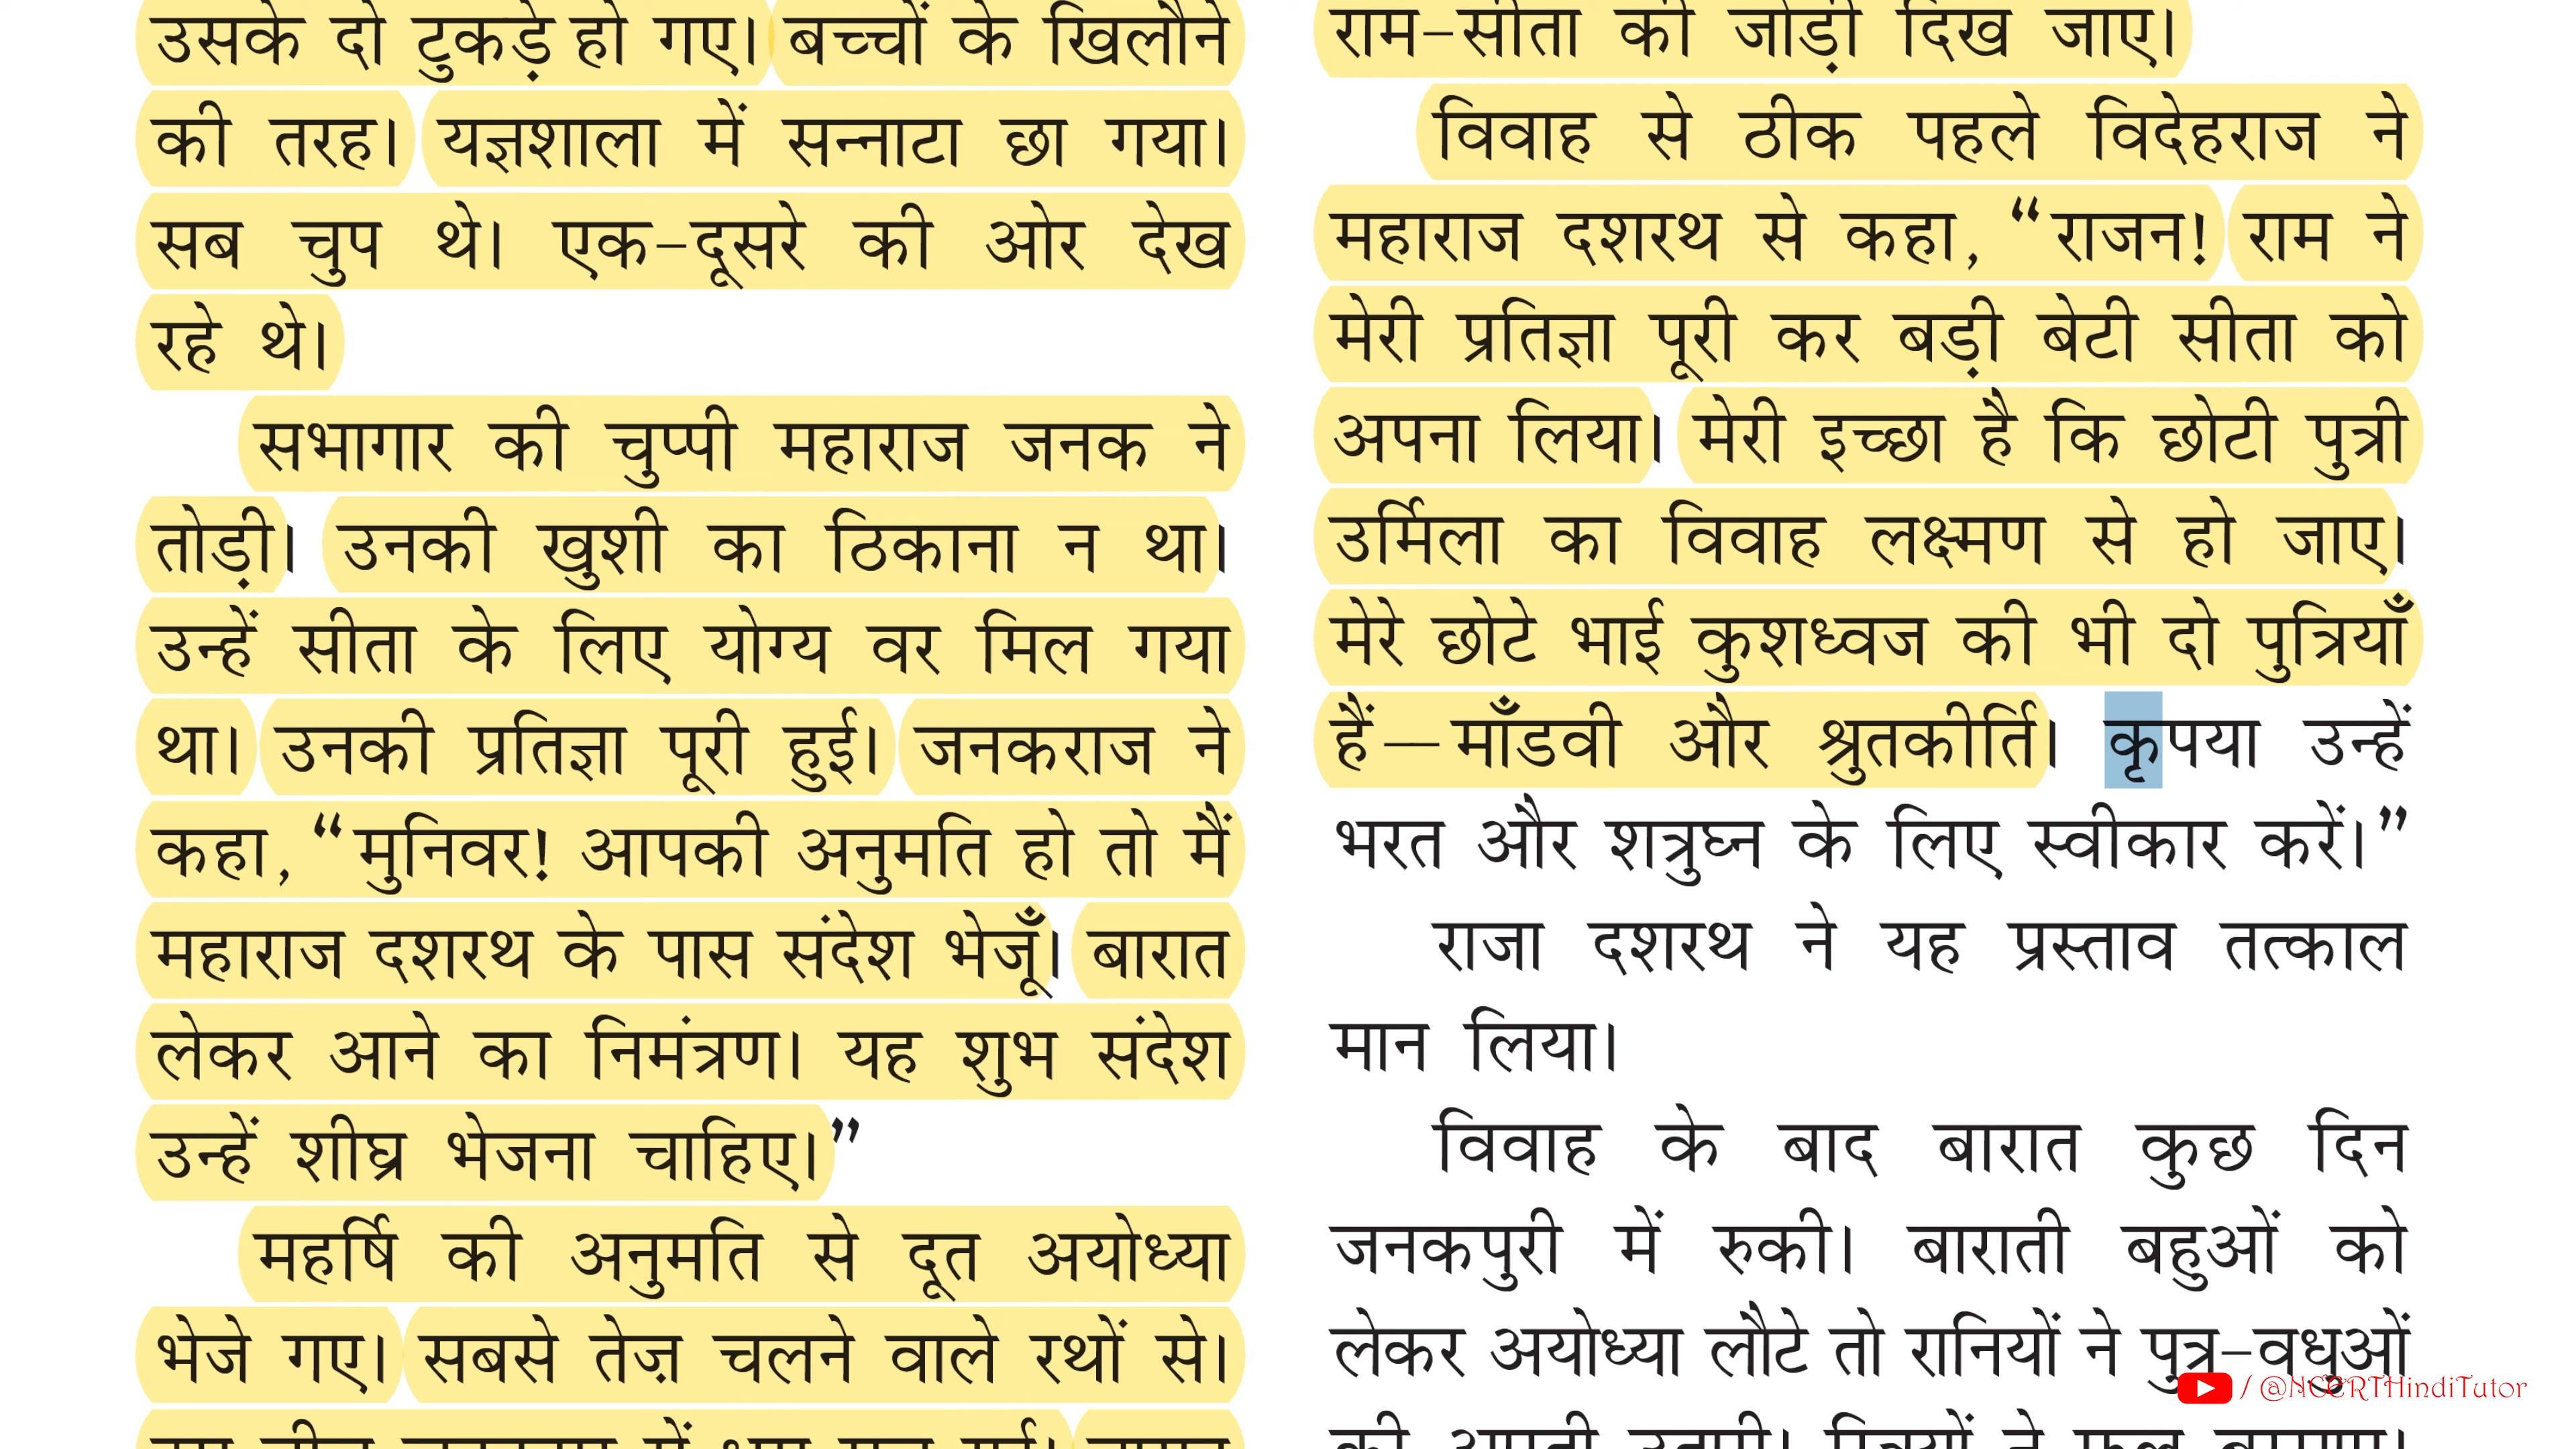 उसके दो टुकड़े हो गए। बच्चों के खिलौने
की तरह। यज्ञशाला में सन्नाटा छा गया।
सब चुप थे। एक-दूसरे की ओर देख
रहे थे।
सभागार की चुप्पी महाराज जनक ने
तोड़ी। उनकी खुशी का ठिकाना न था।
उन्हें सीता के लिए योग्य वर मिल गया
था। उनकी प्रतिज्ञा पूरी हुई। जनकराज ने
कहा, “मुनिवर! आपकी अनुमति हो तो मैं
महाराज दशरथ के पास संदेश भेजूँ। बारात
लेकर आने का निमंत्रण। यह शुभ संदेश
उन्हें शीघ्र भेजना चाहिए।”
महर्षि की अनुमति से दूत अयोध्या
भेजे गए। सबसे तेज़ चलने वाले रथों से।
राम-सीता की जोड़ी दिख जाए।
विवाह से ठीक पहले विदेहराज ने
महाराज दशरथ से कहा, “राजन! राम ने
मेरी प्रतिज्ञा पूरी कर बड़ी बेटी सीता को
अपना लिया। मेरी इच्छा है कि छोटी पुत्री
उर्मिला का विवाह लक्ष्मण से हो जाए।
मेरे छोटे भाई कुशध्वज की भी दो पुत्रियाँ
हैं—माँडवी और श्रुतकीर्ति। कृपया उन्हें
भरत और शत्रुघ्न के लिए स्वीकार करें।”
राजा दशरथ ने यह प्रस्ताव तत्काल
मान लिया।
विवाह के बाद बारात कुछ दिन
जनकपुरी में रुकी। बाराती बहुओं को
लेकर अयोध्या लौटे तो रानियों ने पुत्र-वधुओं
/ @NCERTHindiTutor